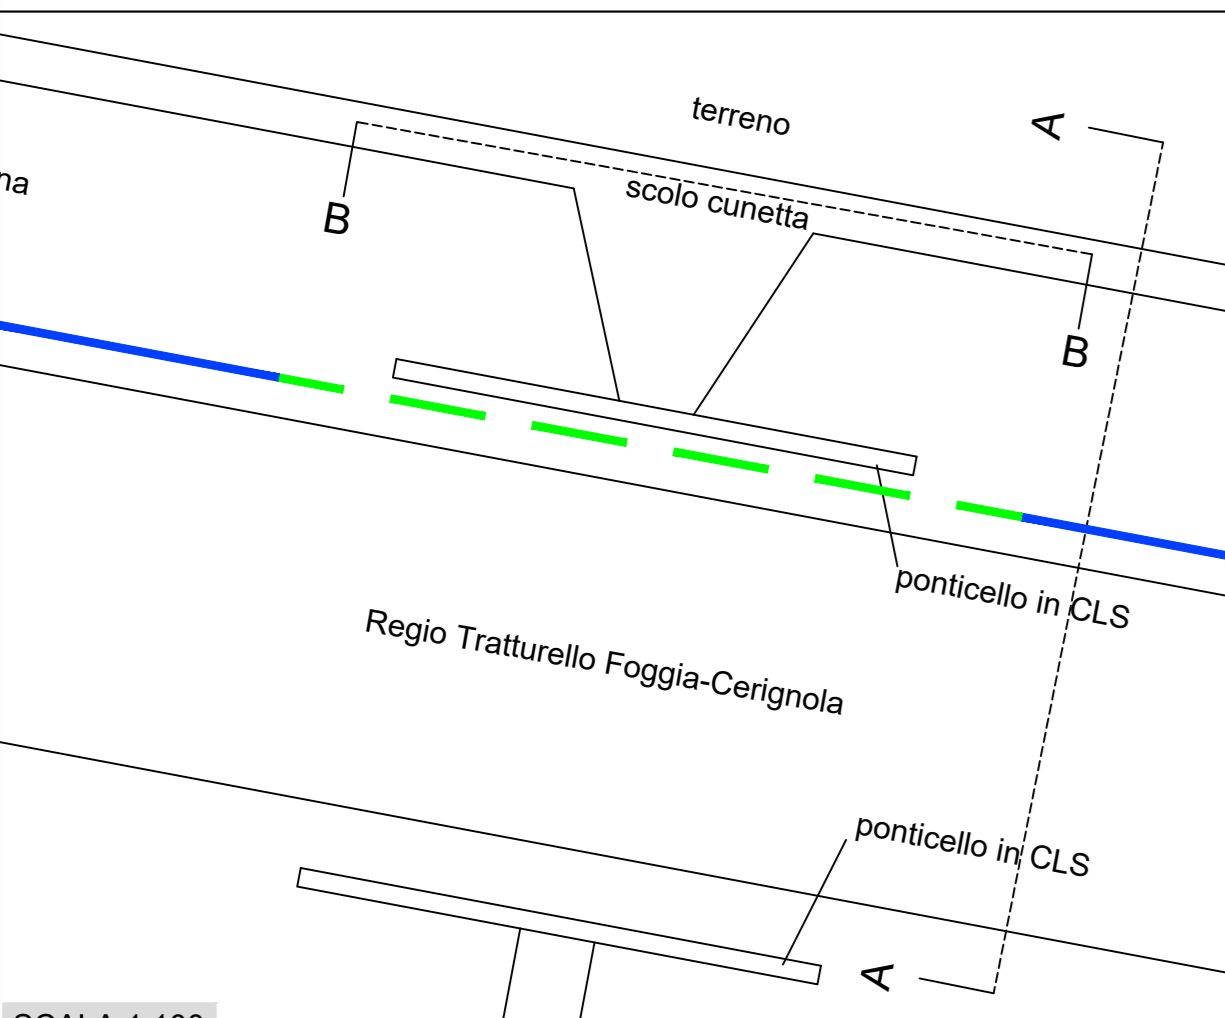 terreno
A
na
scolo cunetta
B
B
ponticello in CLS
Regio Tratturello Foggia-Cerignola
ponticello in CLS
A